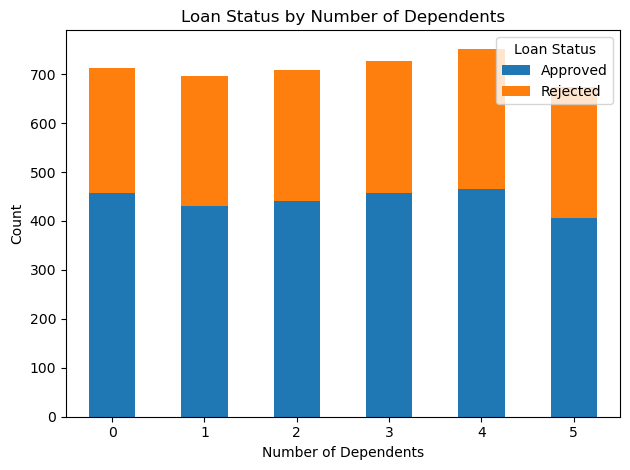 Loan Status by Number of Dependents
Loan Status
Approved
Rejected
Count
700
600
500
400
300
200
100
0
0 1 2 3 4 5
Number of Dependents